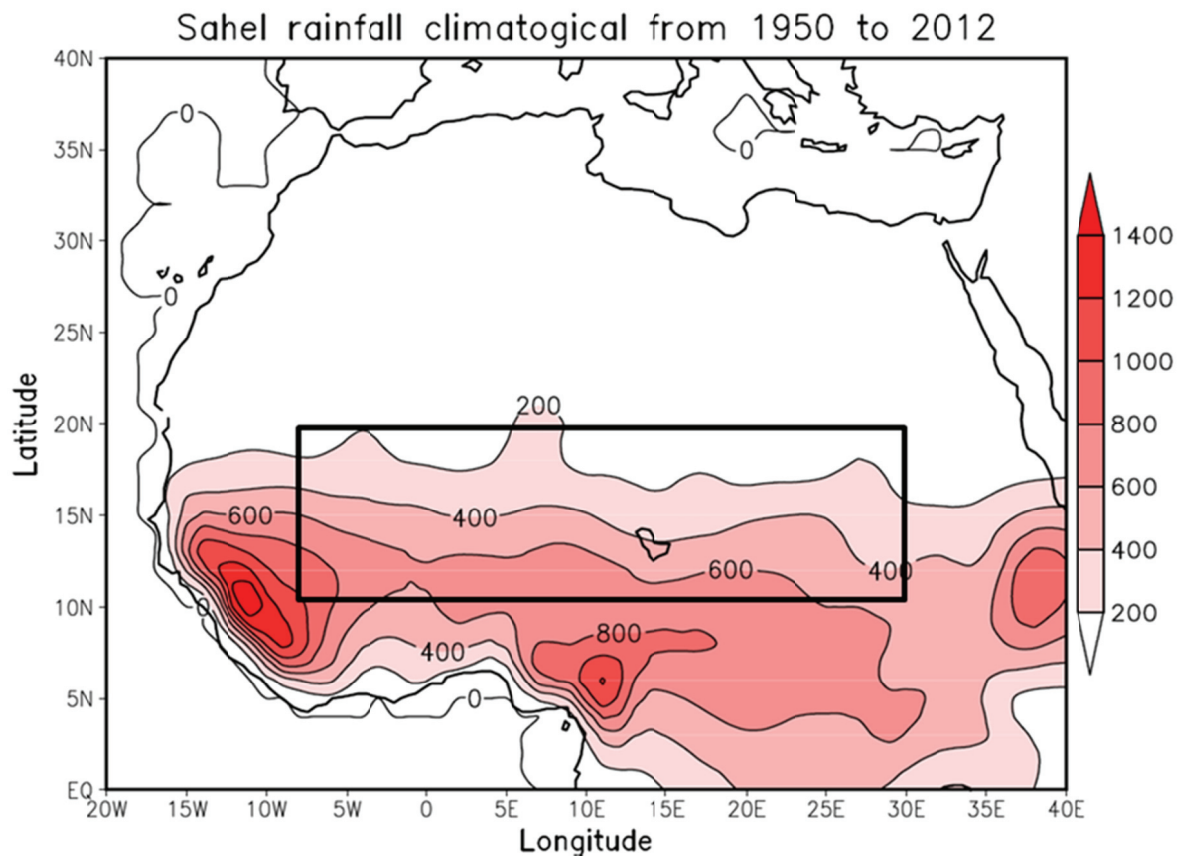 Sahel rainfall climatogical from 1950 to 2012
40N
35N
30N
25N
20N
15N
10N
5N
EQ
Latitude
0
0
0
200
600
400
600
400
0
800
400
0
20W 15W 10W 5W 0 5E 10E 15E 20E 25E 30E 35E 40E
Longitude
1400
1200
1000
800
600
400
200